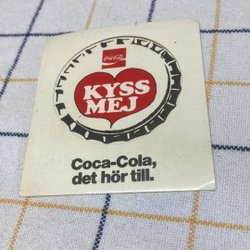 Coca-Cola
KYSS
MEJ
Coca-Cola,
det hör till.